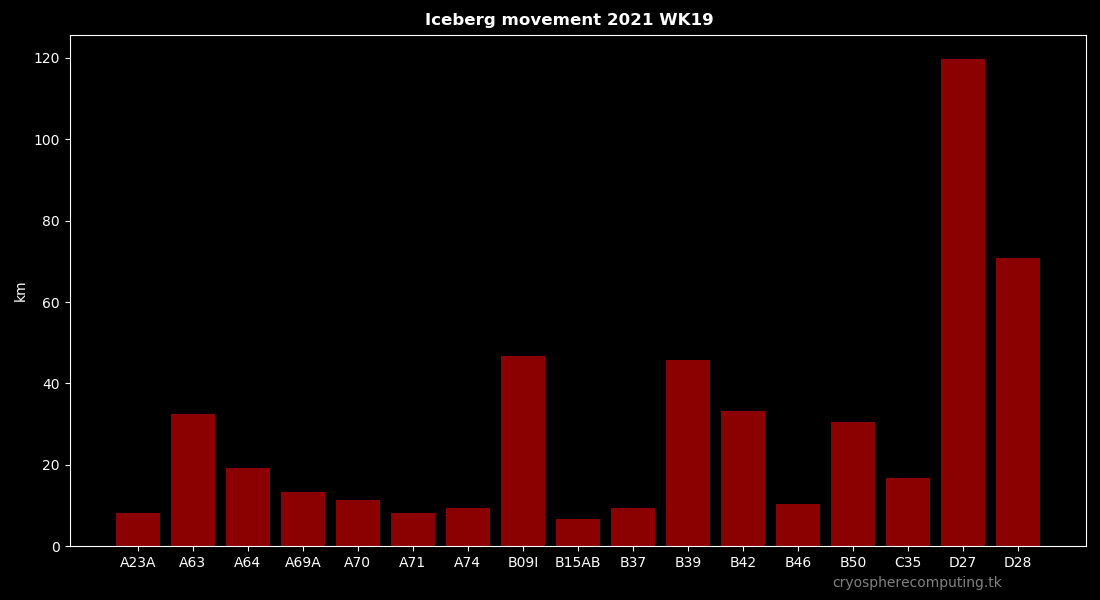 Iceberg movement 2021 WK19
km
120
100
80
60
40
20
0
A23A A63 A64 A69A A70 A71 A74 B09I B15AB B37 B39 B42 B46 B50 C35 D27 D28
cryospherecomputing.tk